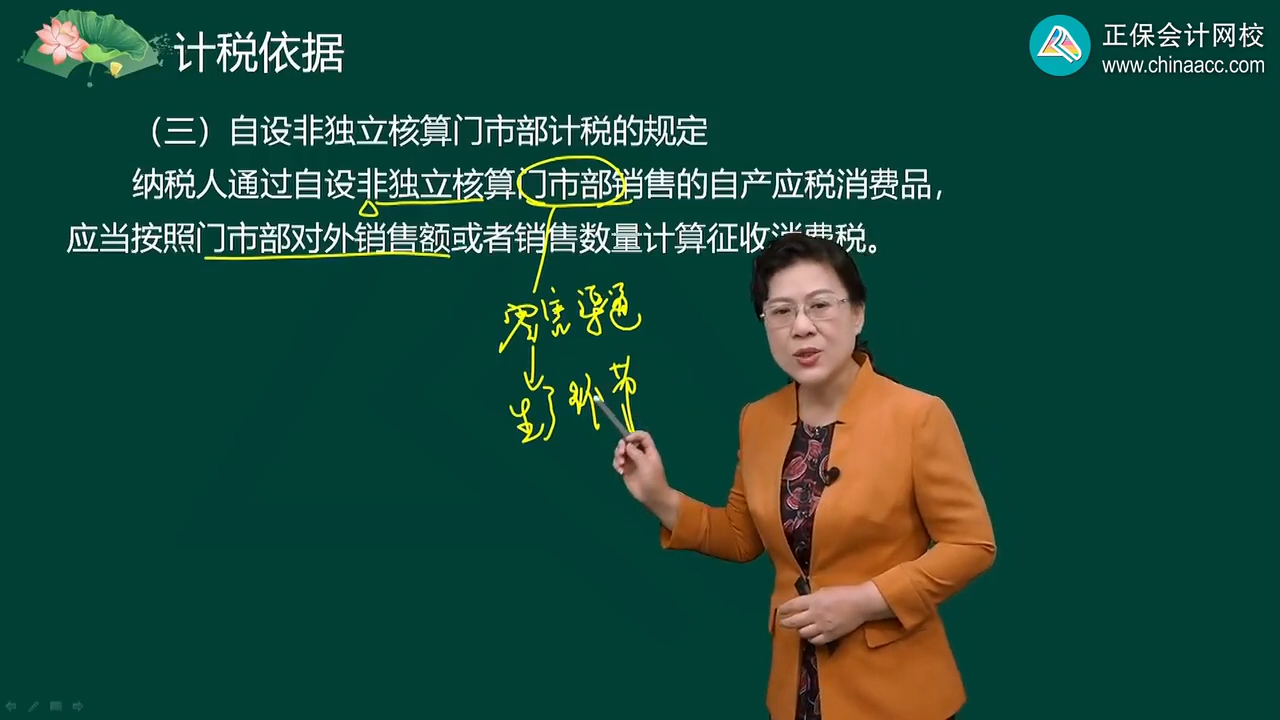 计税依据
正保会计网校
www.chinaacc.com
（三）自设非独立核算门市部计税的规定
纳税人通过自设非独立核算门市部销售的自产应税消费品，
应当按照门市部对外销售额或者销售数量计算征收消费税。
渠道
环节